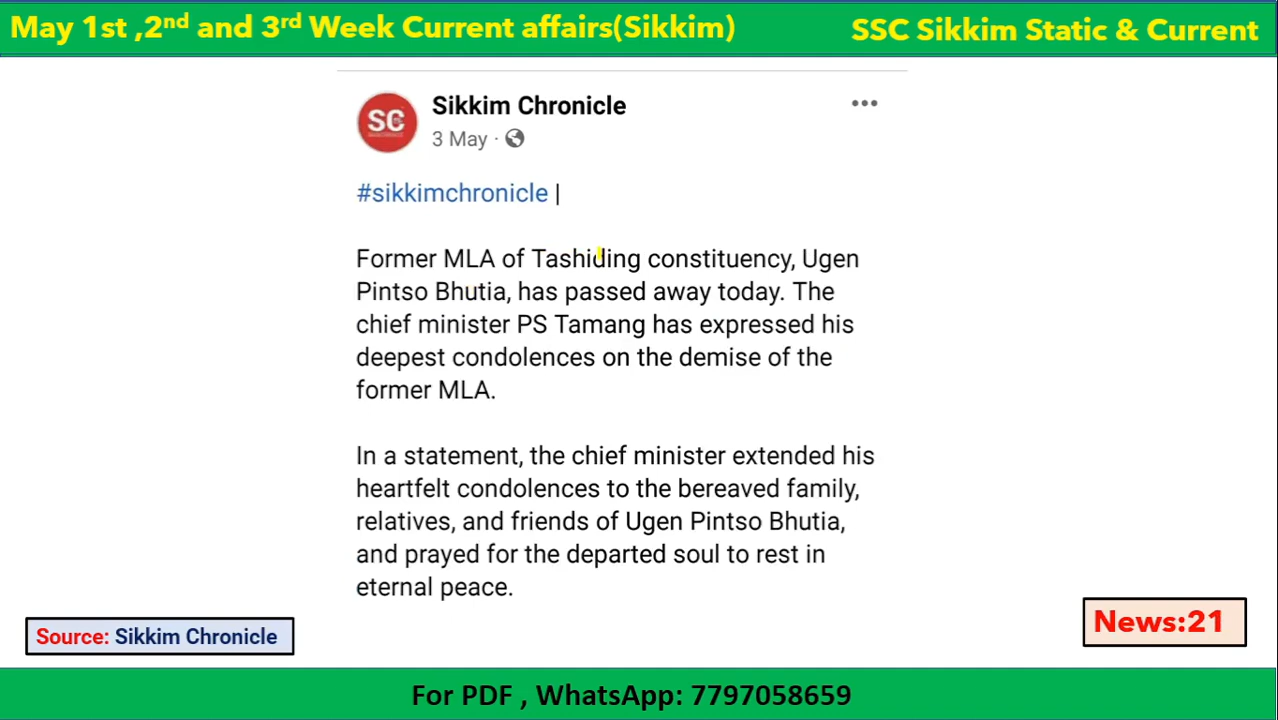 May 1st ,2nd and 3rd Week Current affairs(Sikkim)
SSC Sikkim Static & Current
SC
Sikkim Chronicle
3 May ·
#sikkimchronicle |
Former MLA of Tashiding constituency, Ugen
Pintso Bhutia, has passed away today. The
chief minister PS Tamang has expressed his
deepest condolences on the demise of the
former MLA.
In a statement, the chief minister extended his
heartfelt condolences to the bereaved family,
relatives, and friends of Ugen Pintso Bhutia,
and prayed for the departed soul to rest in
eternal peace.
Source: Sikkim Chronicle
News:21
For PDF , WhatsApp: 7797058659